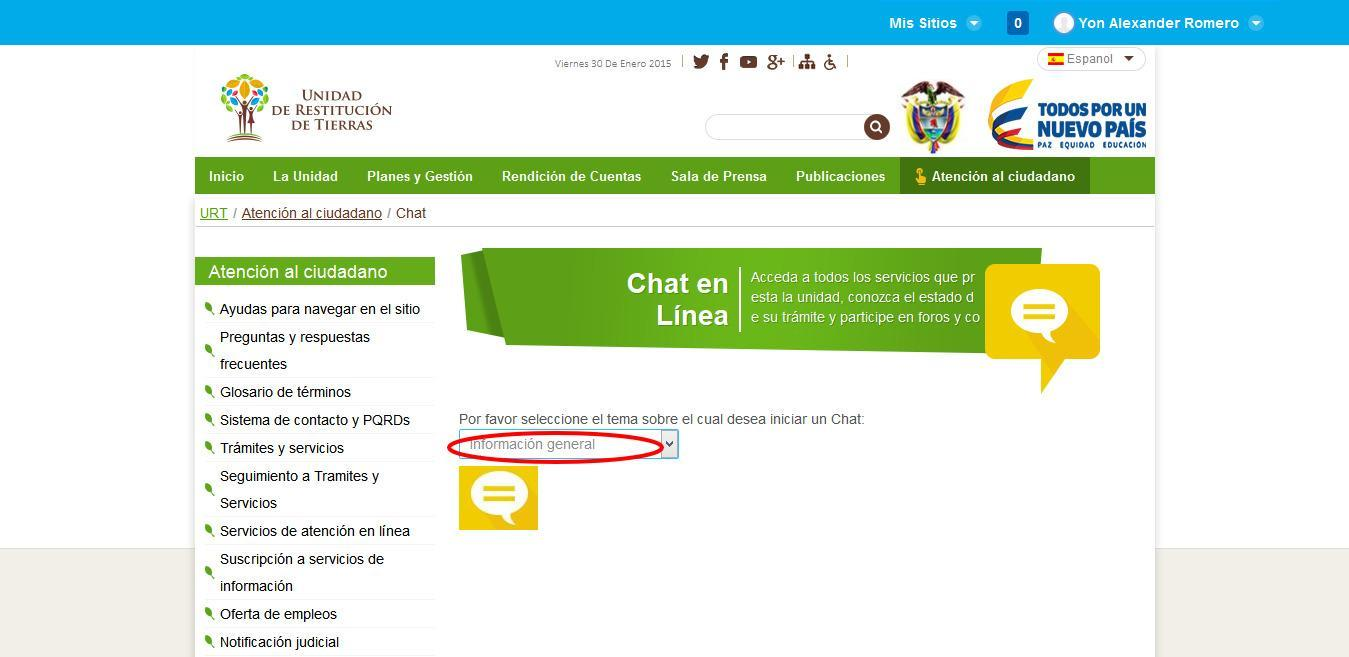 Mis Sitios 0 Yon Alexander Romero
Viernes 30 De Enero 2015 Espanol
UNIDAD
DE RESTITUCIÓN
DE TIERRAS
TODOS POR UN
NUEVO PAÍS
PAZ EQUIDAD EDUCACIÓN
Inicio La Unidad Planes y Gestión Rendición de Cuentas Sala de Prensa Publicaciones Atención al ciudadano
URT / Atención al ciudadano / Chat
Atención al ciudadano
Ayudas para navegar en el sitio
Preguntas y respuestas
frecuentes
Glosario de términos
Sistema de contacto y PQRDs
Trámites y servicios
Seguimiento a Tramites y
Servicios
Servicios de atención en línea
Suscripción a servicios de
información
Oferta de empleos
Notificación judicial
Chat en
Línea
Acceda a todos los servicios que pr
esta la unidad, conozca el estado d
e su trámite y participe en foros y co
Por favor seleccione el tema sobre el cual desea iniciar un Chat:
Información general